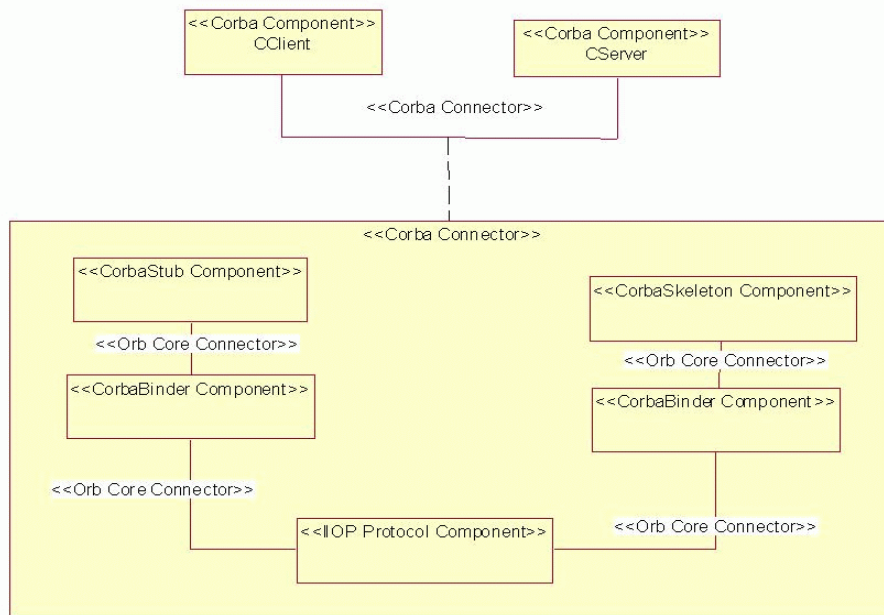 <<Corba Component>>
CClient
<<Corba Component>>
CServer
<<Corba Connector>>
<<Corba Connector>>
<<CorbaStub Component>>
<<CorbaSkeleton Component>>
<<Orb Core Connector>>
<<Orb Core Connector>>
<<CorbaBinder Component>>
<<CorbaBinder Component>>
<<Orb Core Connector>>
<<IIOP Protocol Component>>
<<Orb Core Connector>>